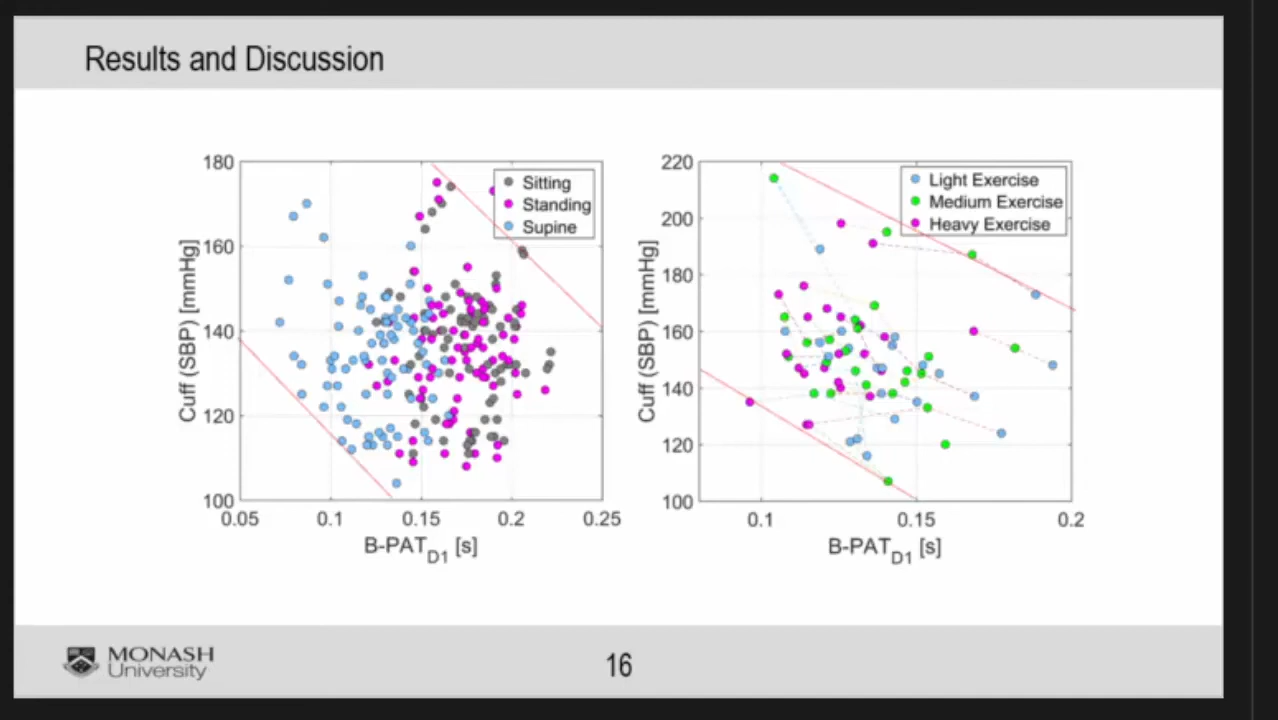 Results and Discussion
180
160
140
120
100
0.05 0.1 0.15 0.2 0.25
Cuff (SBP) [mmHg]
B-PATD1 [s]
Sitting
Standing
Supine
220
200
180
160
140
120
100
0.1 0.15 0.2
Cuff (SBP) [mmHg]
B-PATD1 [s]
Light Exercise
Medium Exercise
Heavy Exercise
MONASH
University
16